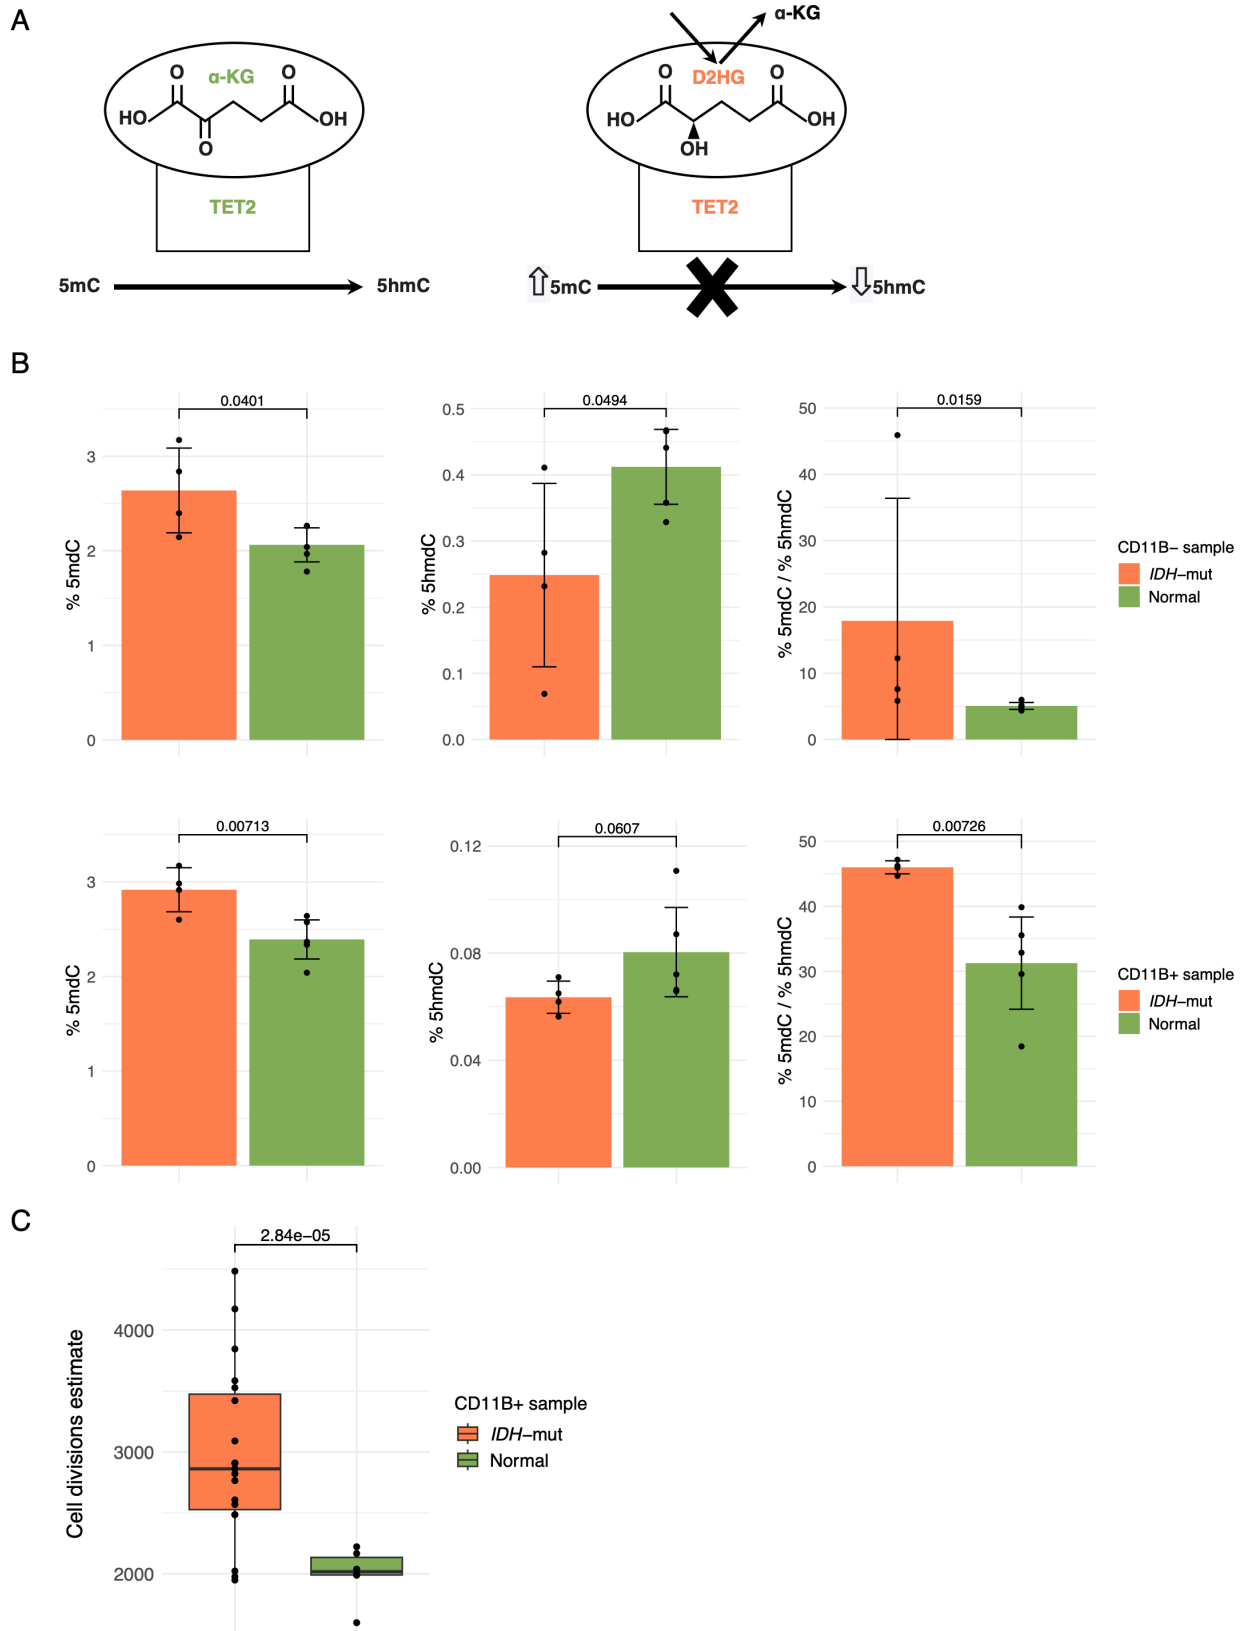 A
α-KG
O
α-KG
O
HO
OH
O
TET2
5mC
5hmC
O
D2HG
O
HO
OH
OH
TET2
5mC
5hmC
B
0.0401
% 5mdC
3
2
1
0
0.0494
% 5hmdC
0.5
0.4
0.3
0.2
0.1
0.0
0.0159
% 5mdC / % 5hmdC
50
40
30
20
10
0
CD11B− sample
IDH−mut
Normal
0.00713
% 5mdC
3
2
1
0
0.0607
% 5hmdC
0.12
0.08
0.04
0.00
0.00726
% 5mdC / % 5hmdC
50
40
30
20
10
0
CD11B+ sample
IDH−mut
Normal
C
2.84e−05
Cell divisions estimate
4000
3000
2000
CD11B+ sample
IDH−mut
Normal